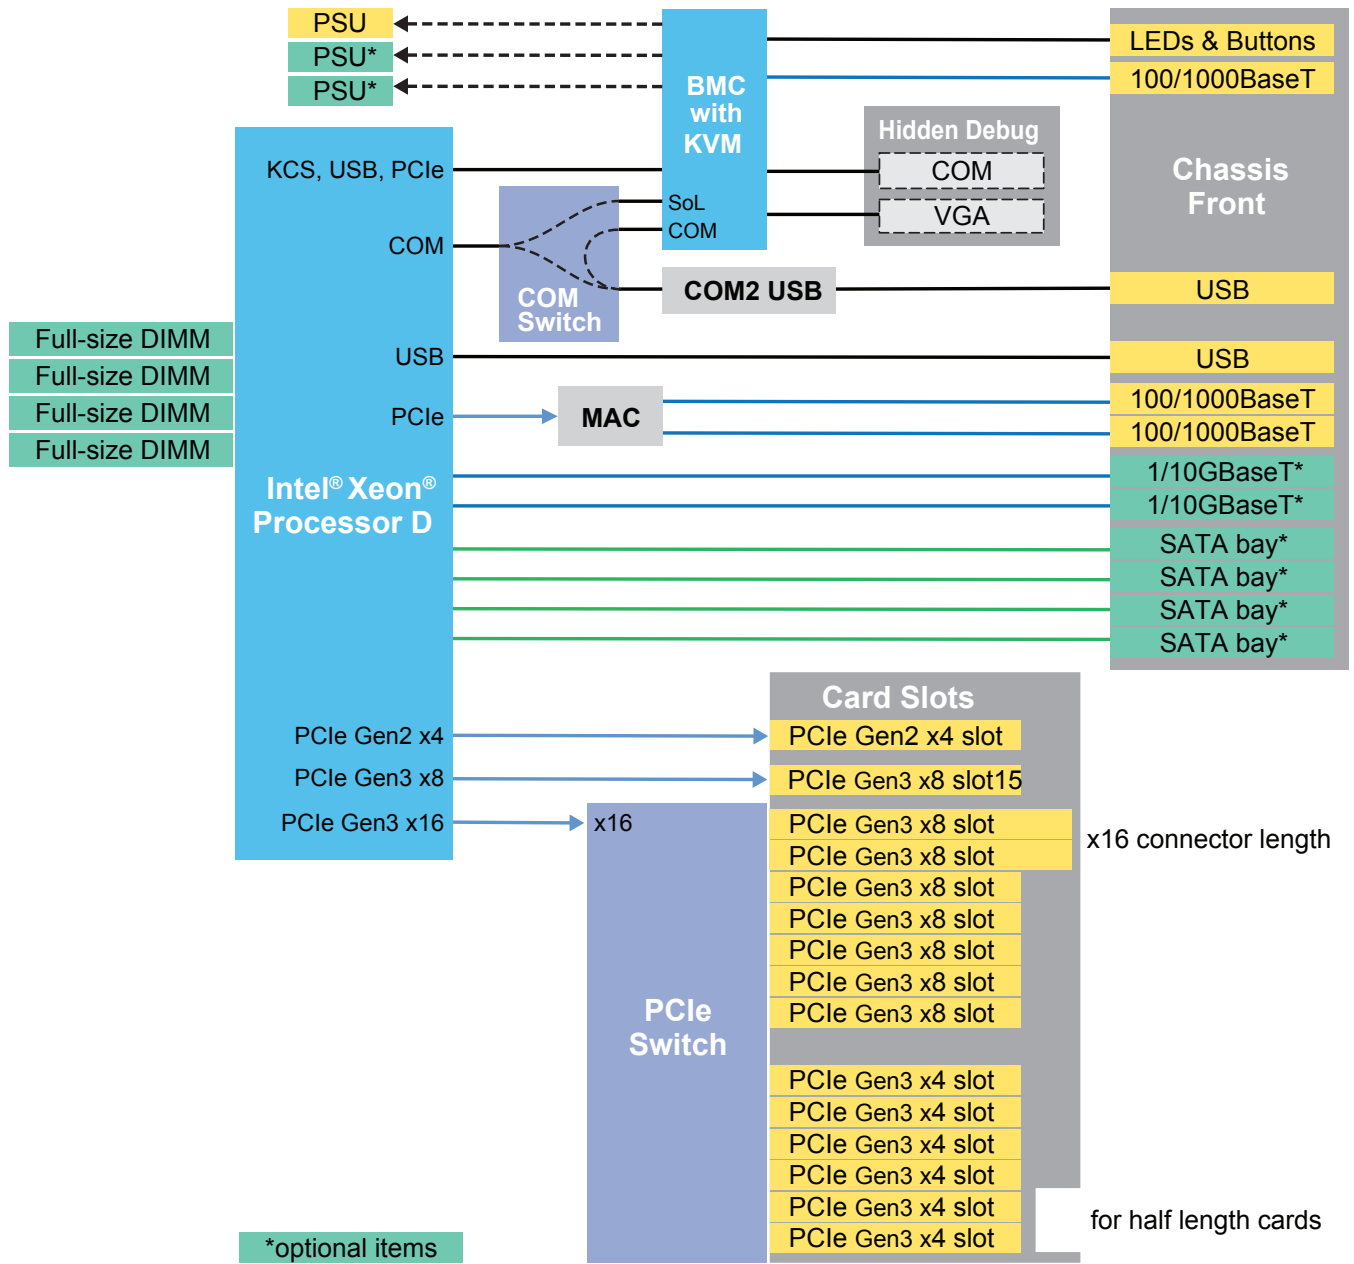 PSU
PSU*
PSU*
BMC
with
KVM
LEDs & Buttons
100/1000BaseT
Hidden Debug
COM
VGA
Chassis
Front
KCS, USB, PCIe
SoL
COM
COM
COM
Switch
COM2 USB
USB
Full-size DIMM
Full-size DIMM
Full-size DIMM
Full-size DIMM
USB
USB
PCIe
MAC
100/1000BaseT
100/1000BaseT
Intel® Xeon®
Processor D
1/10GBaseT*
1/10GBaseT*
SATA bay*
SATA bay*
SATA bay*
SATA bay*
Card Slots
PCIe Gen2 x4
PCIe Gen2 x4 slot
PCIe Gen3 x8
PCIe Gen3 x8 slot15
PCIe Gen3 x16
x16
PCIe Gen3 x8 slot
PCIe Gen3 x8 slot
x16 connector length
PCIe Gen3 x8 slot
PCIe Gen3 x8 slot
PCIe Gen3 x8 slot
PCIe Gen3 x8 slot
PCIe Gen3 x8 slot
PCIe
Switch
PCIe Gen3 x4 slot
PCIe Gen3 x4 slot
PCIe Gen3 x4 slot
PCIe Gen3 x4 slot
PCIe Gen3 x4 slot
PCIe Gen3 x4 slot
for half length cards
*optional items